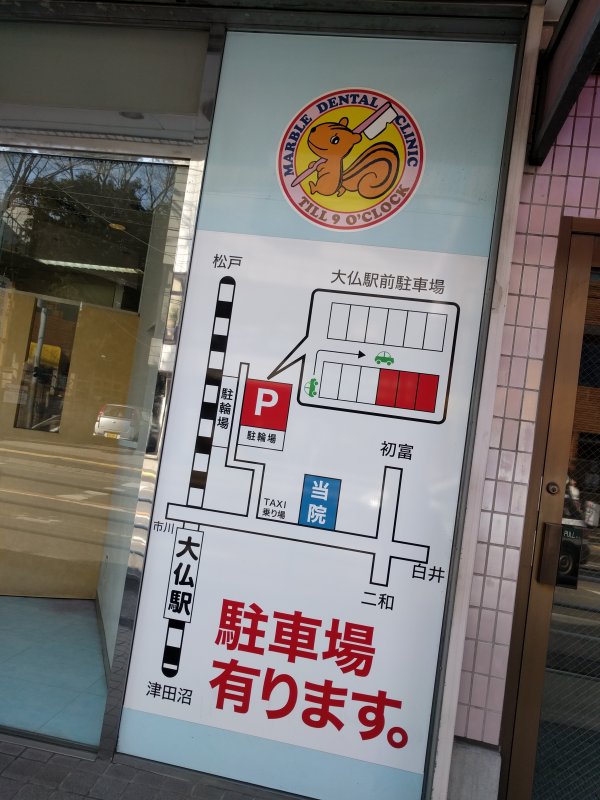 MARBLE DENTAL CLINIC
TILL 9 O'CLOCK
松戸
大仏駅前駐車場
駐輪場
P
駐輪場
初富
当院
TAXI
乗り場
市川
白井
大仏駅
二和
津田沼
駐車場
有ります。
PULL